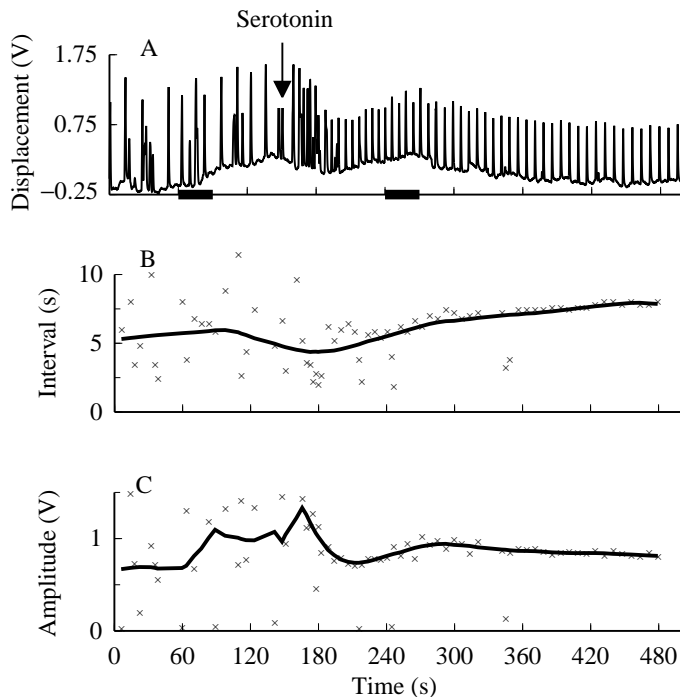 Serotonin
A
Displacement (V)
1.75
0.75
–0.25
B
Interval (s)
10
5
0
C
Amplitude (V)
1
0
0 60 120 180 240 300 360 420 480
Time (s)